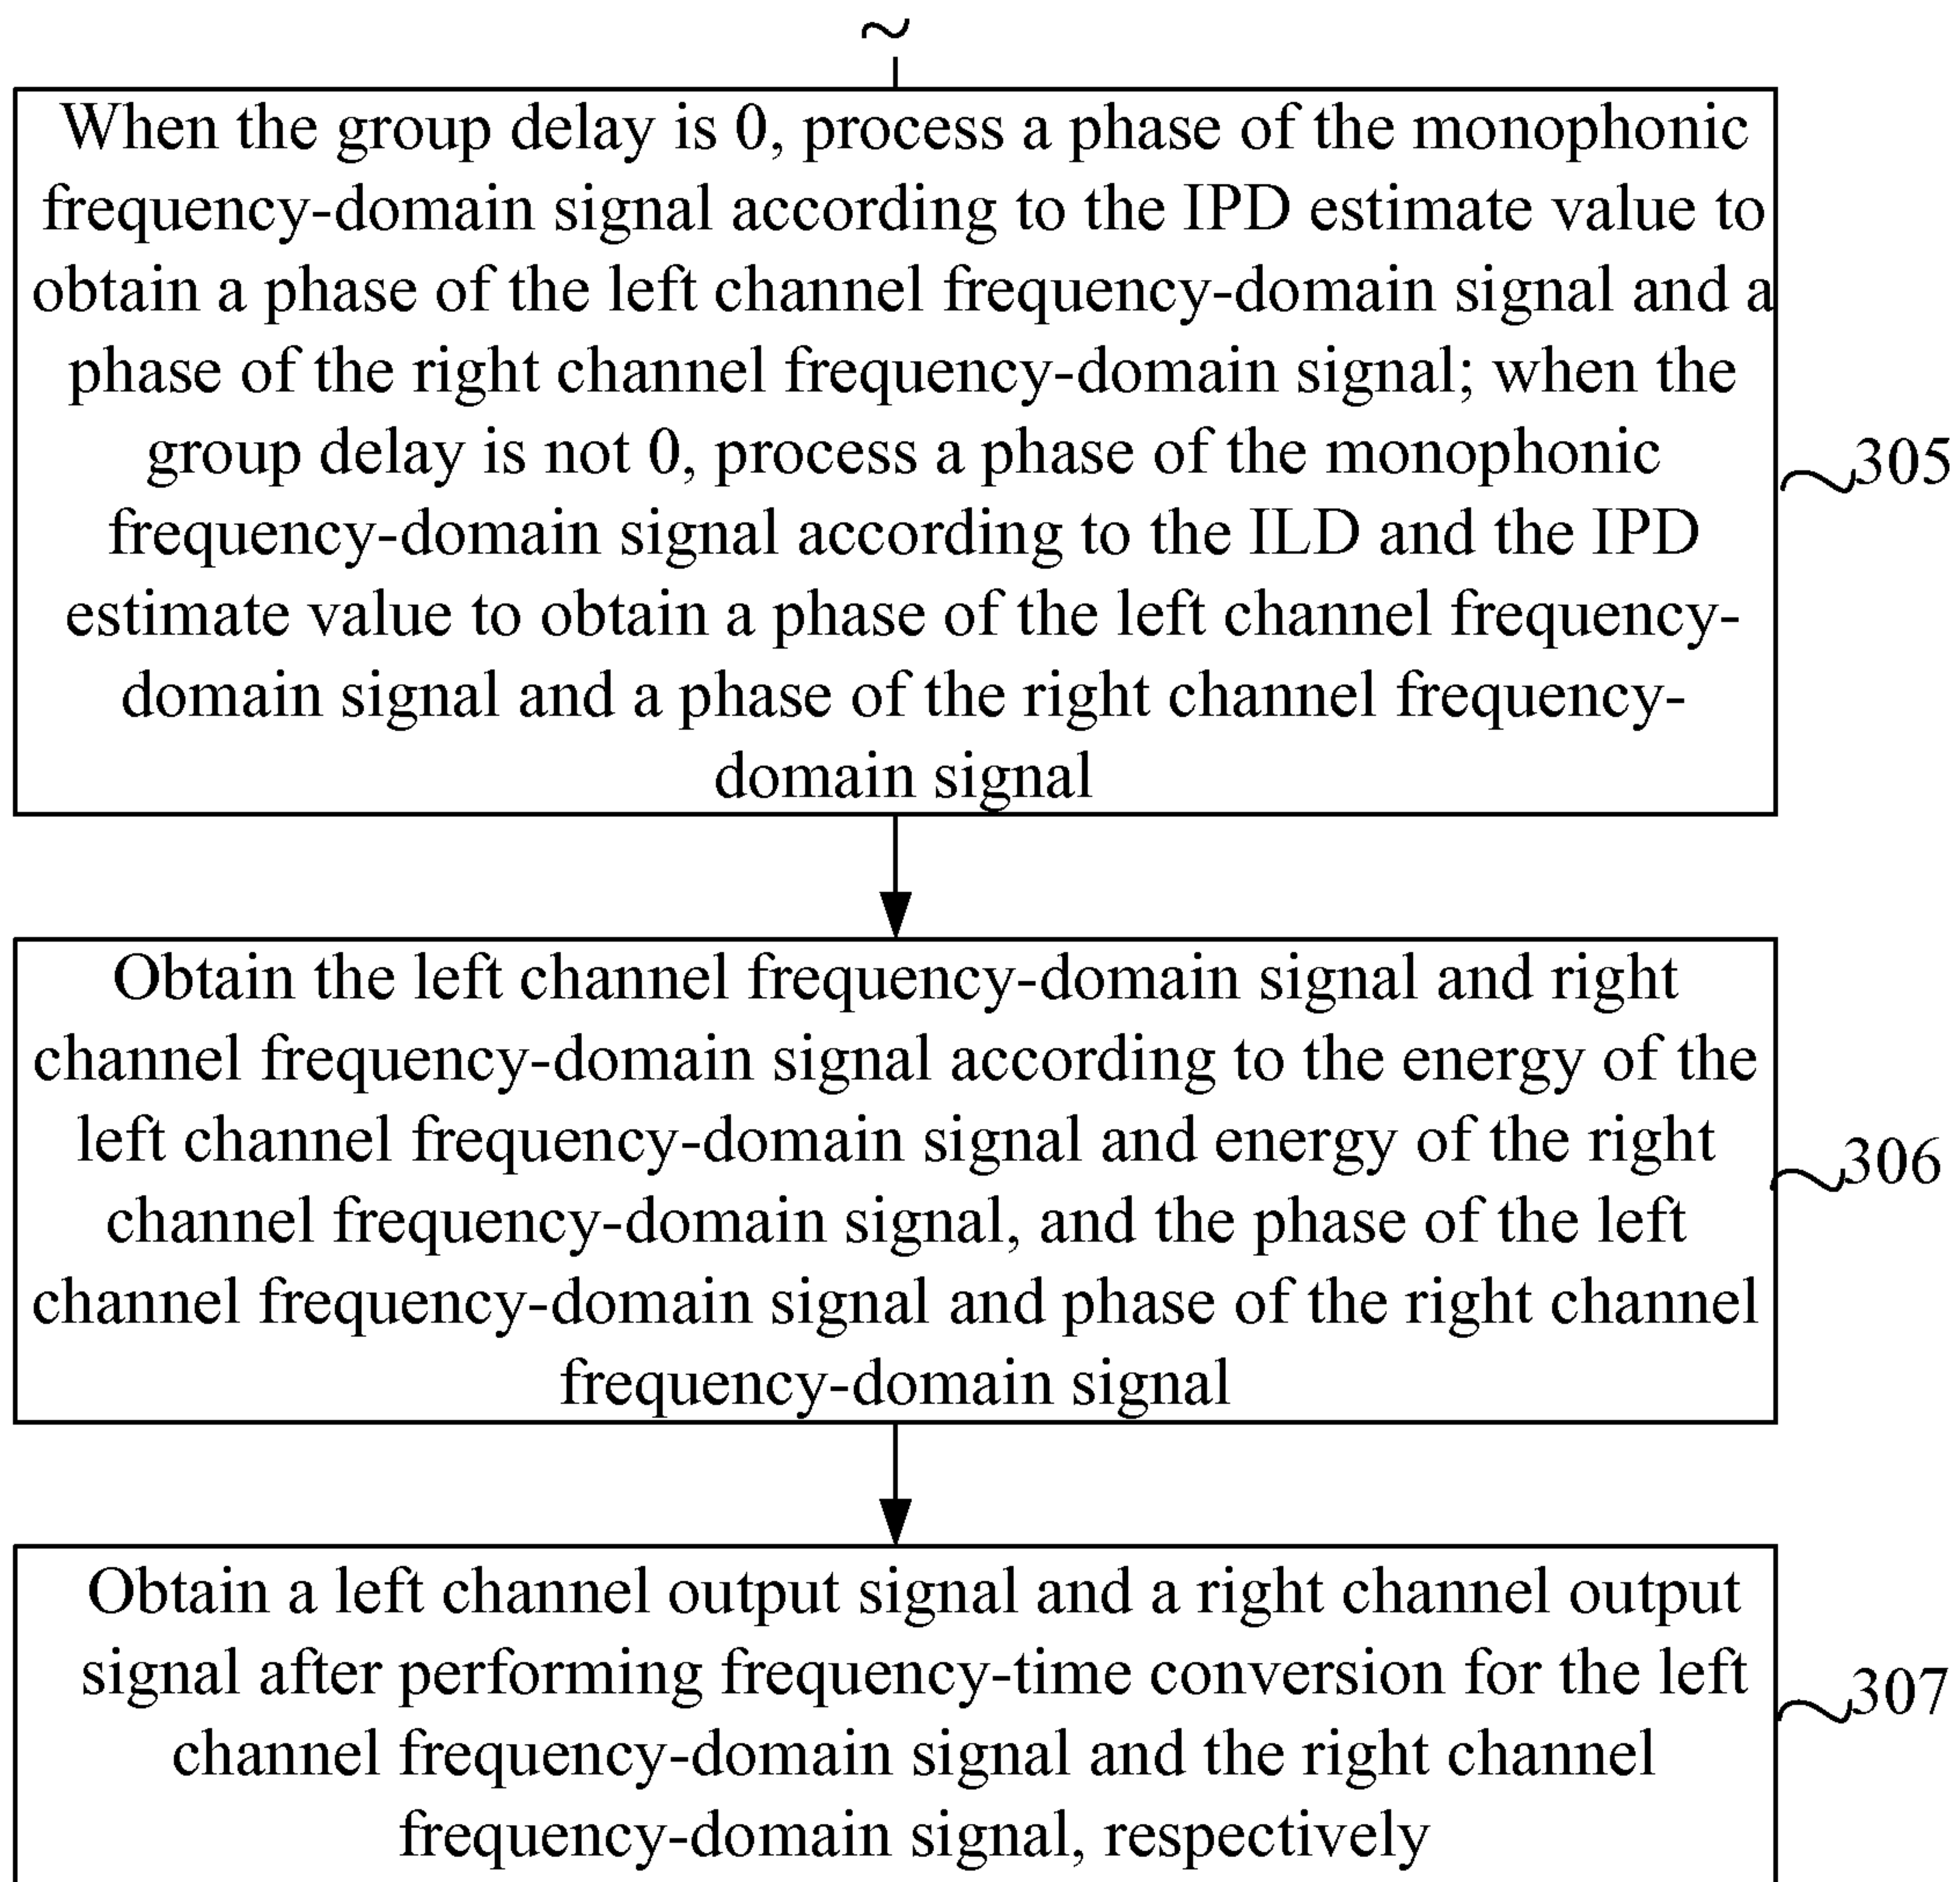 When the group delay is 0, process a phase of the monophonic
frequency-domain signal according to the IPD estimate value to
obtain a phase of the left channel frequency-domain signal and a
phase of the right channel frequency-domain signal; when the
group delay is not 0, process a phase of the monophonic
frequency-domain signal according to the ILD and the IPD
estimate value to obtain a phase of the left channel frequency-
domain signal and a phase of the right channel frequency-
domain signal
305
Obtain the left channel frequency-domain signal and right
channel frequency-domain signal according to the energy of the
left channel frequency-domain signal and energy of the right
channel frequency-domain signal, and the phase of the left
channel frequency-domain signal and phase of the right channel
frequency-domain signal
306
Obtain a left channel output signal and a right channel output
signal after performing frequency-time conversion for the left
channel frequency-domain signal and the right channel
frequency-domain signal, respectively
307